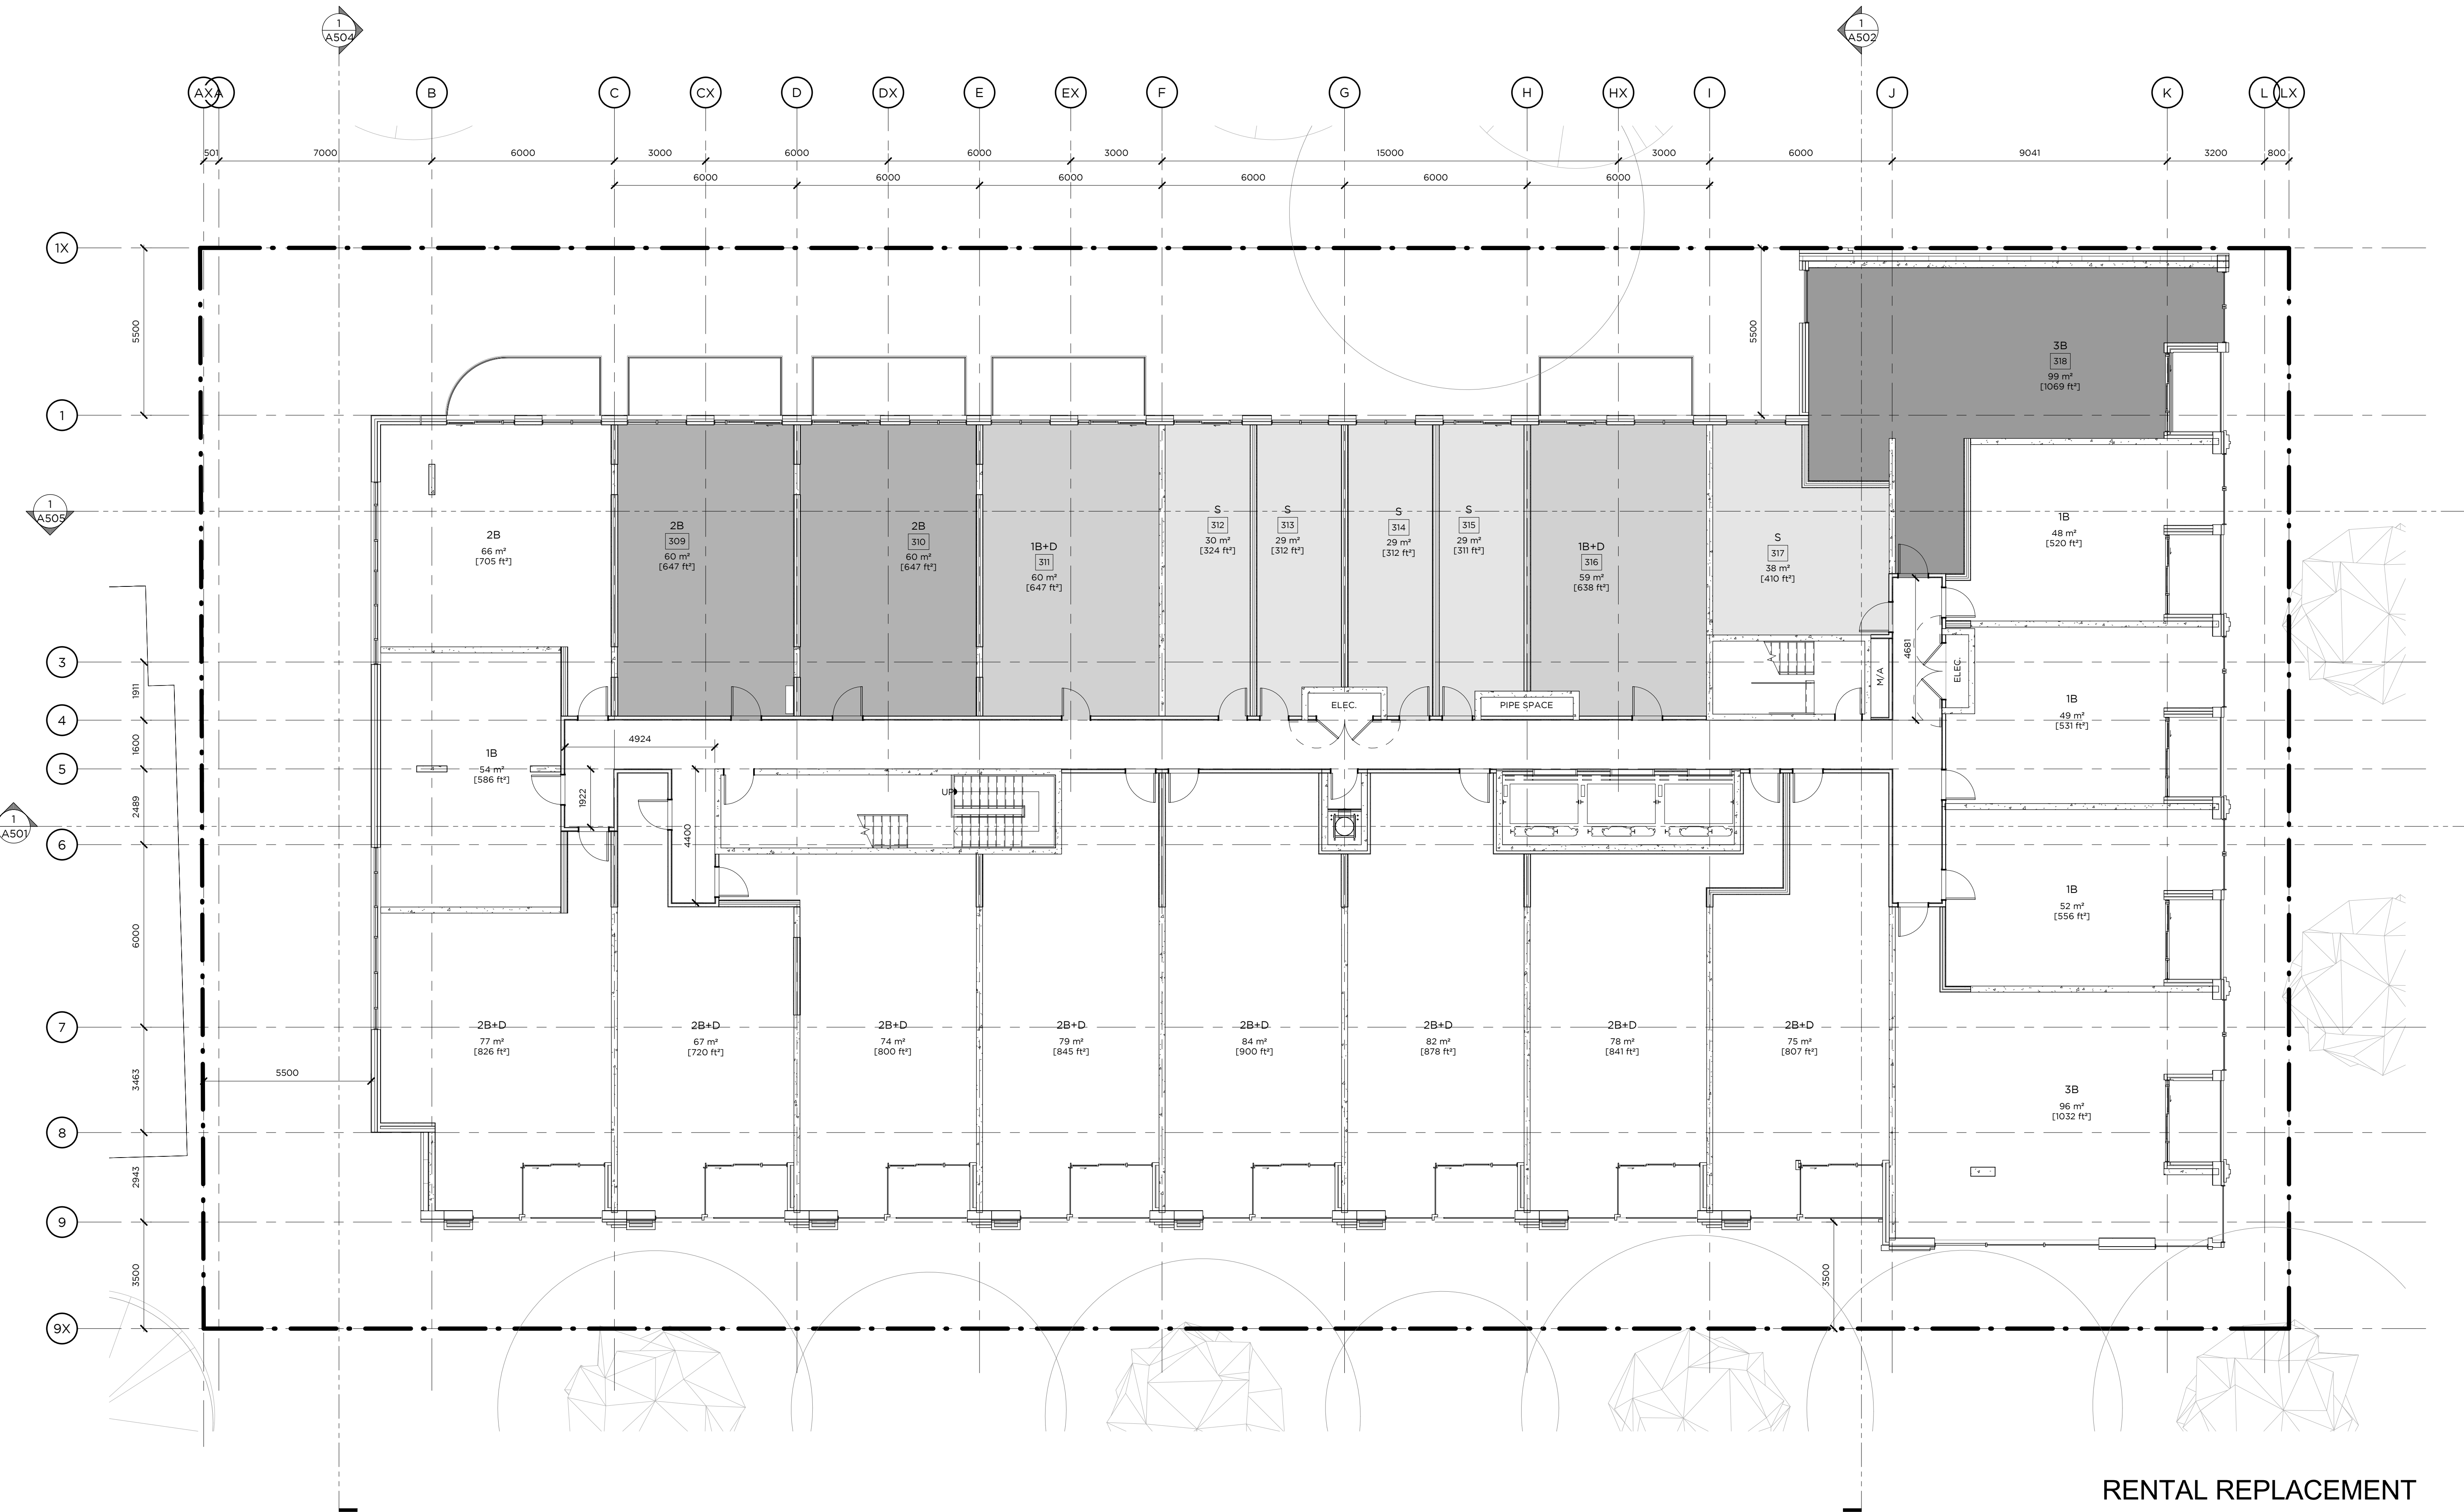 1
A504
1
A502
AX
A
B
C
CX
D
DX
E
EX
F
G
H
HX
I
J
K
L
LX
501
7000
6000
3000
6000
6000
3000
15000
3000
6000
9041
3200
800
6000
6000
6000
6000
6000
6000
1X
5500
5500
3B
318
99 m²
[1069 ft²]
1
1
A505
2B
66 m²
[705 ft²]
2B
309
60 m²
[647 ft²]
2B
310
60 m²
[647 ft²]
1B+D
311
60 m²
[647 ft²]
S
312
30 m²
[324 ft²]
S
313
29 m²
[312 ft²]
S
314
29 m²
[312 ft²]
S
315
29 m²
[311 ft²]
1B+D
316
59 m²
[638 ft²]
S
317
38 m²
[410 ft²]
1B
48 m²
[520 ft²]
3
1911
4681
M/A
ELEC.
4
ELEC.
PIPE SPACE
1B
49 m²
[531 ft²]
1600
4924
5
1B
54 m²
[586 ft²]
1922
UP
2489
1
A501
4400
6
1B
52 m²
[556 ft²]
6000
7
2B+D
77 m²
[826 ft²]
2B+D
67 m²
[720 ft²]
2B+D
74 m²
[800 ft²]
2B+D
79 m²
[845 ft²]
2B+D
84 m²
[900 ft²]
2B+D
82 m²
[878 ft²]
2B+D
78 m²
[841 ft²]
2B+D
75 m²
[807 ft²]
5500
3463
3B
96 m²
[1032 ft²]
8
2943
9
3500
3500
9X
RENTAL REPLACEMENT